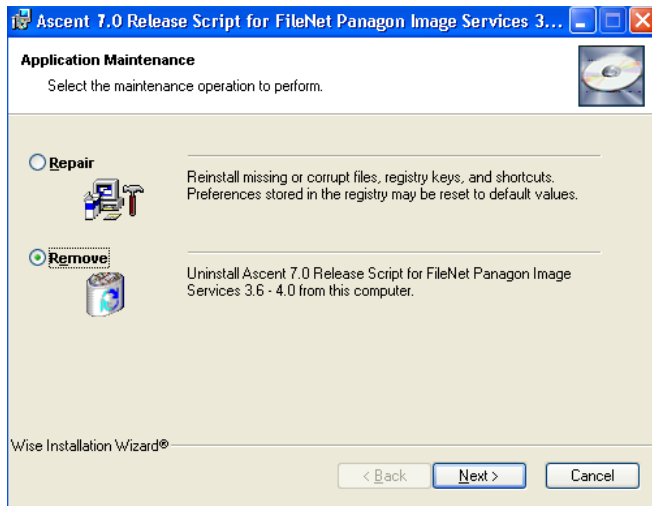 Ascent 7.0 Release Script for FileNet Panagon Image Services 3...
Application Maintenance
Select the maintenance operation to perform.
Repair
Reinstall missing or corrupt files, registry keys, and shortcuts.
Preferences stored in the registry may be reset to default values.
Remove
Uninstall Ascent 7.0 Release Script for FileNet Panagon Image
Services 3.6 - 4.0 from this computer.
Wise Installation Wizard®
< Back
Next >
Cancel